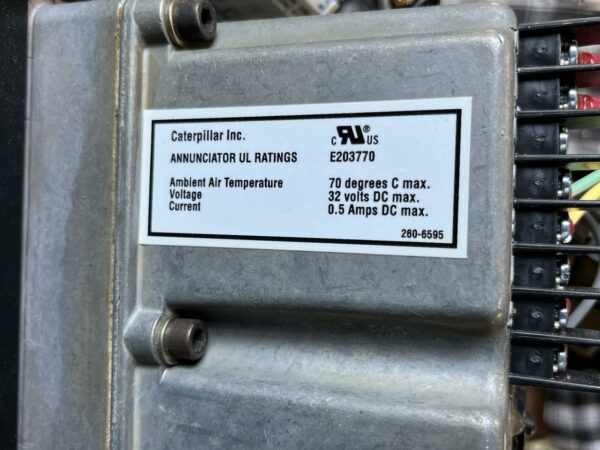 Caterpillar Inc.
c RU ® US
ANNUNCIATOR UL RATINGS E203770
Ambient Air Temperature 70 degrees C max.
Voltage 32 volts DC max.
Current 0.5 Amps DC max.
260-6595